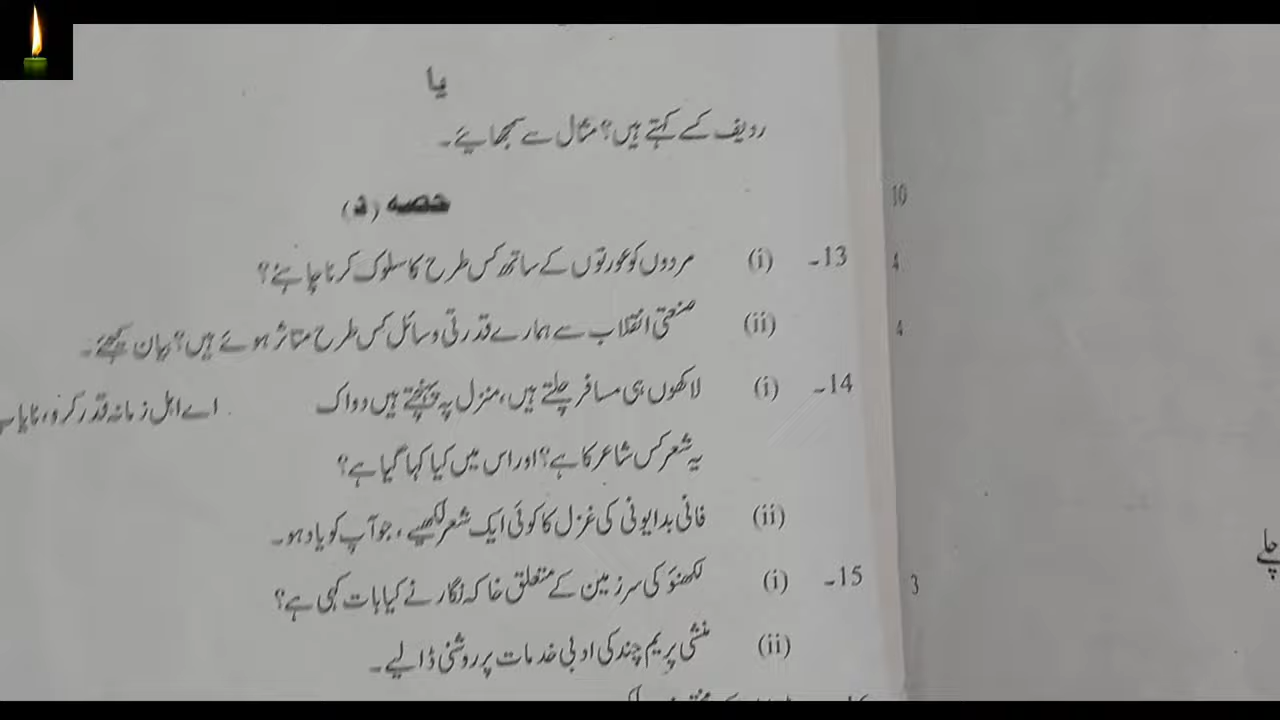 یا
ردیف کسے کہتے ہیں؟ مثال سے سمجھائیے۔
حصہ (د)
10
13۔ (i) مردوں کو عورتوں کے ساتھ کس طرح کا سلوک کرنا چاہئے؟
4
(ii) صنعتی انقلاب سے ہمارے قدرتی وسائل کس طرح متاثر ہوئے ہیں؟ بیان کیجئے۔
4
14۔ (i) لاکھوں ہی مسافر چلتے ہیں، منزل پہ پہنچتے ہیں دو اک اے اہل زمانہ قدر کرو،
یہ شعر کس شاعر کا ہے؟ اور اس میں کیا کہا گیا ہے؟
(ii) فانی بدایونی کی غزل کا کوئی ایک شعر لکھیے، جو آپ کو یاد ہو۔
15۔ (i) لکھنؤ کی سرزمین کے متعلق خاکہ نگار نے کیا بات کہی ہے؟
3
(ii) منشی پریم چند کی ادبی خدمات پر روشنی ڈالیے۔